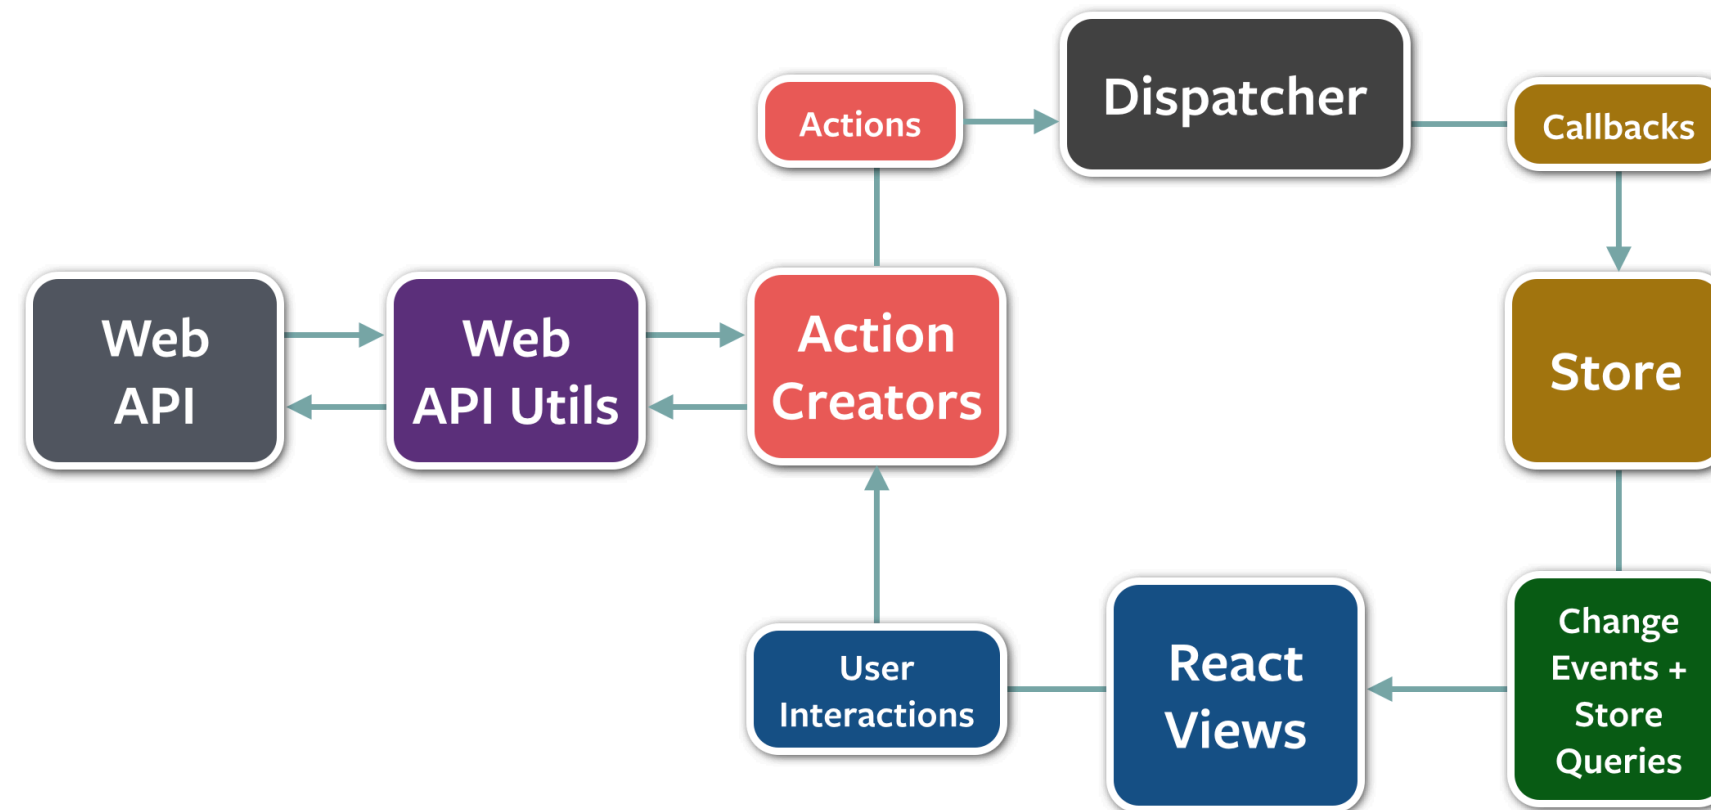 Dispatcher
Actions
Callbacks
Web
API
Web
API Utils
Action
Creators
Store
User
Interactions
React
Views
Change
Events +
Store
Queries